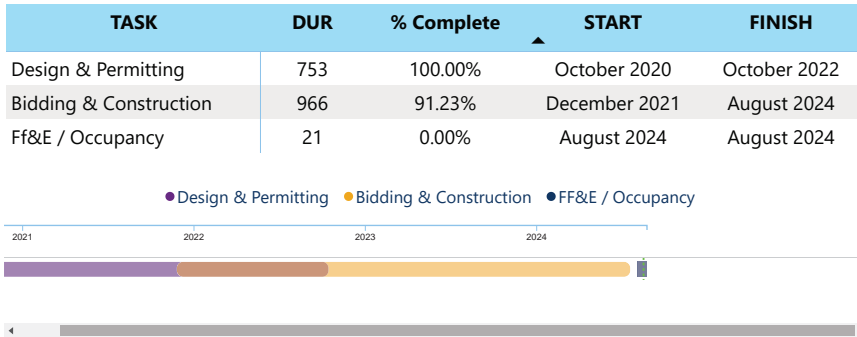 TASK DUR % Complete START FINISH
Design & Permitting 753 100.00% October 2020 October 2022
Bidding & Construction 966 91.23% December 2021 August 2024
Ff&E / Occupancy 21 0.00% August 2024 August 2024
Design & Permitting Bidding & Construction FF&E / Occupancy
2021 2022 2023 2024